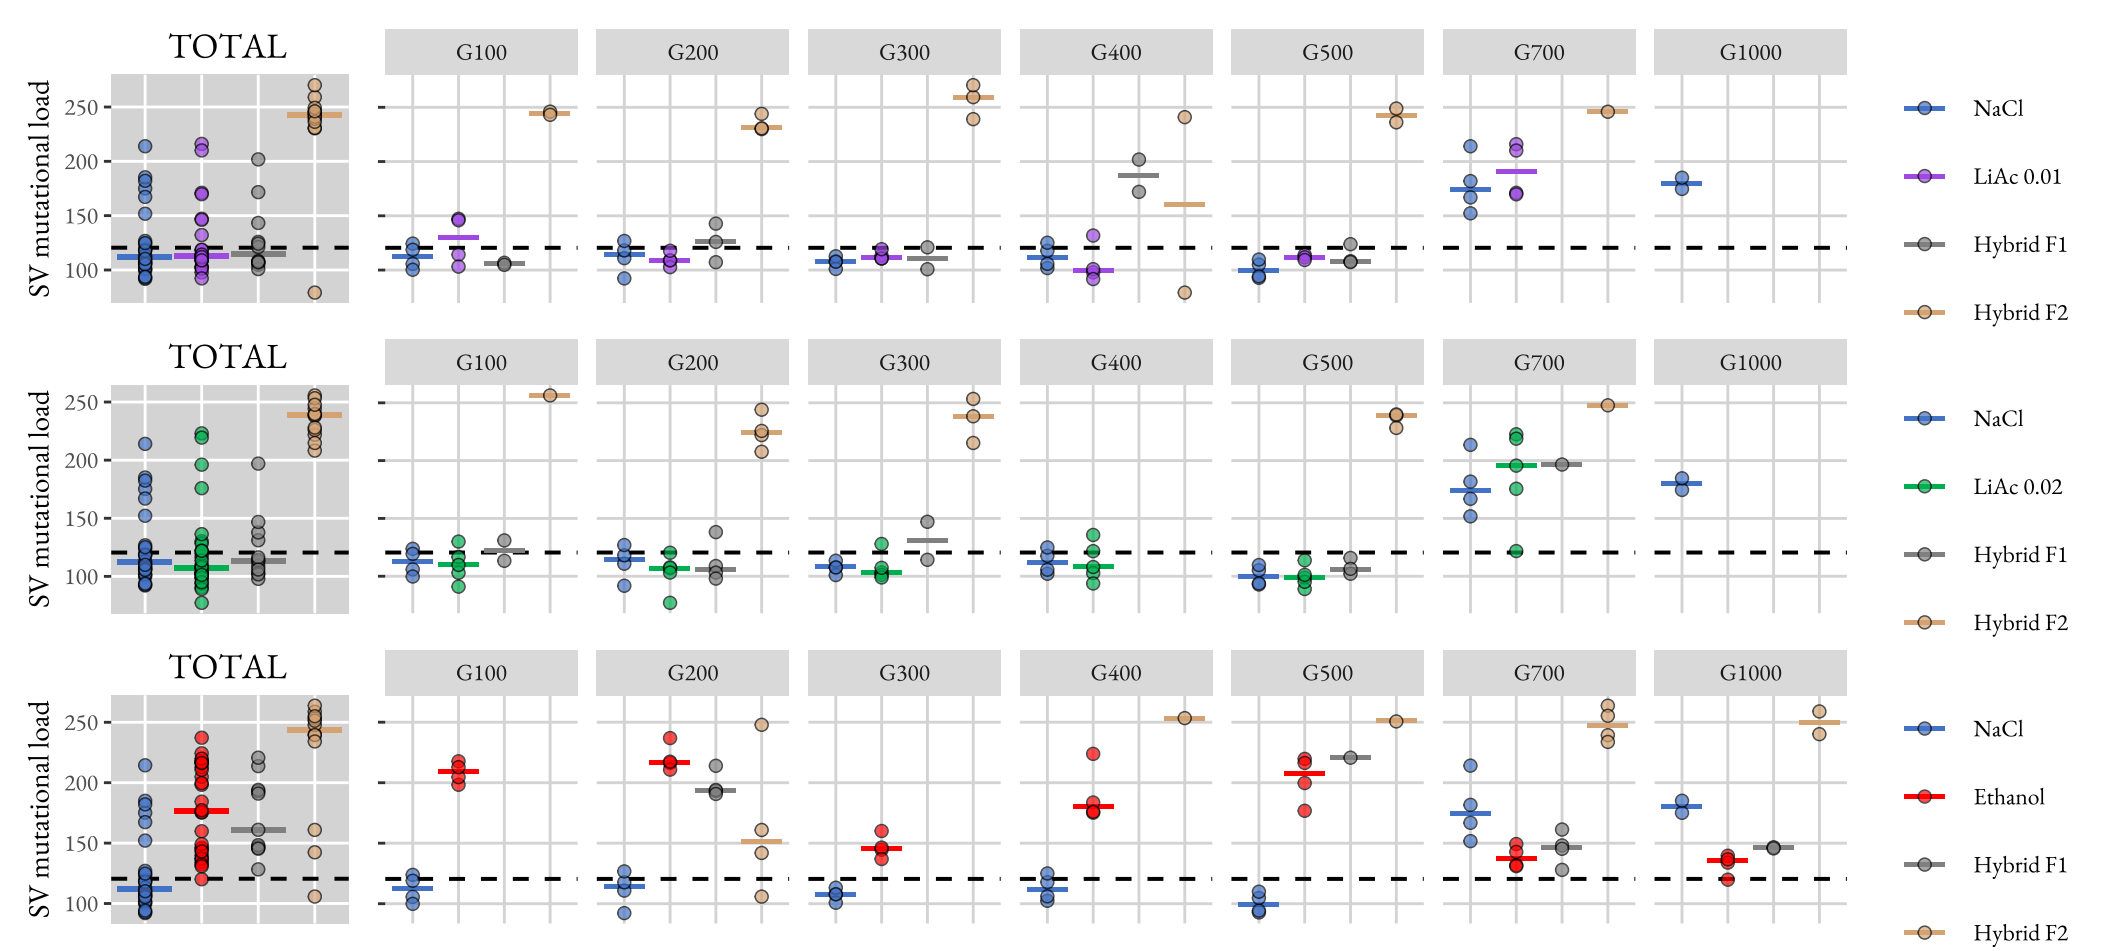 TOTAL G100 G200 G300 G400 G500 G700 G1000
SV mutational load
250
200
150
100
NaCl
LiAc 0.01
Hybrid F1
Hybrid F2
TOTAL G100 G200 G300 G400 G500 G700 G1000
SV mutational load
250
200
150
100
NaCl
LiAc 0.02
Hybrid F1
Hybrid F2
TOTAL G100 G200 G300 G400 G500 G700 G1000
SV mutational load
250
200
150
100
NaCl
Ethanol
Hybrid F1
Hybrid F2